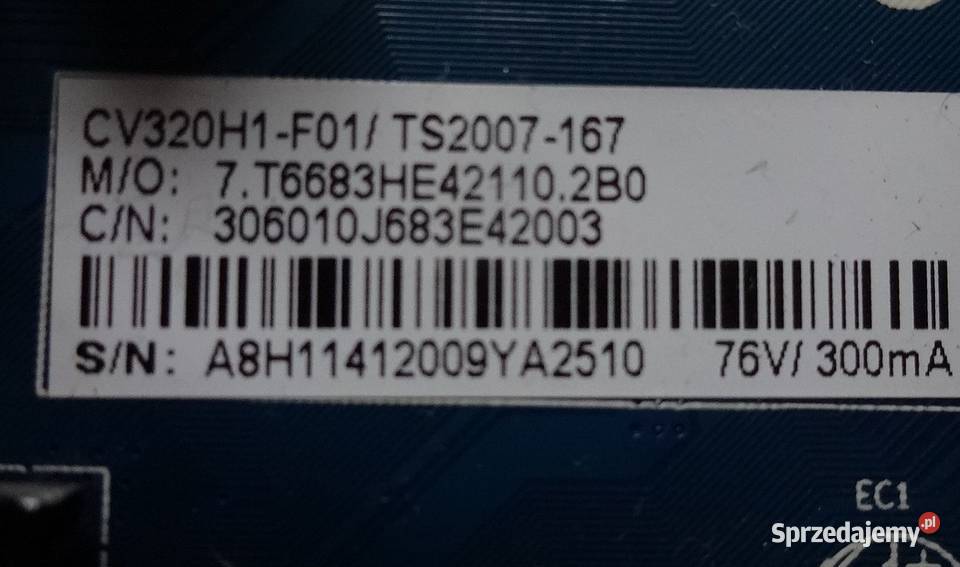 CV320H1-F01/ TS2007-167
M/O: 7.T6683HE42110.2B0
C/N: 306010J683E42003
S/N: A8H11412009YA2510 76V/ 300mA
EC1
Sprzedajemy.pl